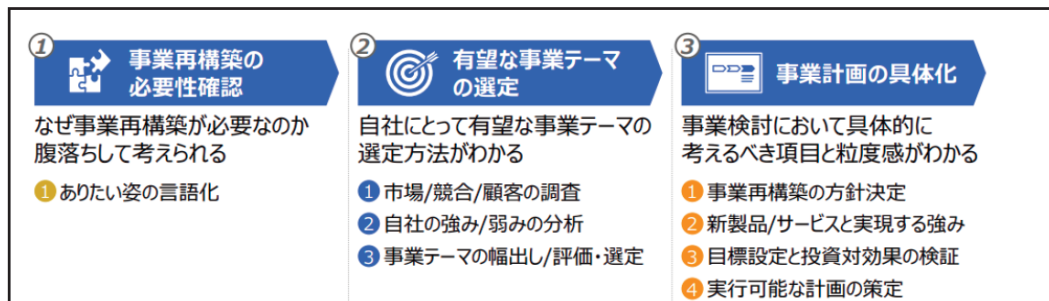 ①
事業再構築の
必要性確認
なぜ事業再構築が必要なのか
腹落ちして考えられる
1 ありたい姿の言語化
②
有望な事業テーマ
の選定
自社にとって有望な事業テーマの
選定方法がわかる
1 市場/競合/顧客の調査
2 自社の強み/弱みの分析
3 事業テーマの幅出し/評価・選定
③
事業計画の具体化
事業検討において具体的に
考えるべき項目と粒度感がわかる
1 事業再構築の方針決定
2 新製品/サービスと実現する強み
3 目標設定と投資対効果の検証
4 実行可能な計画の策定